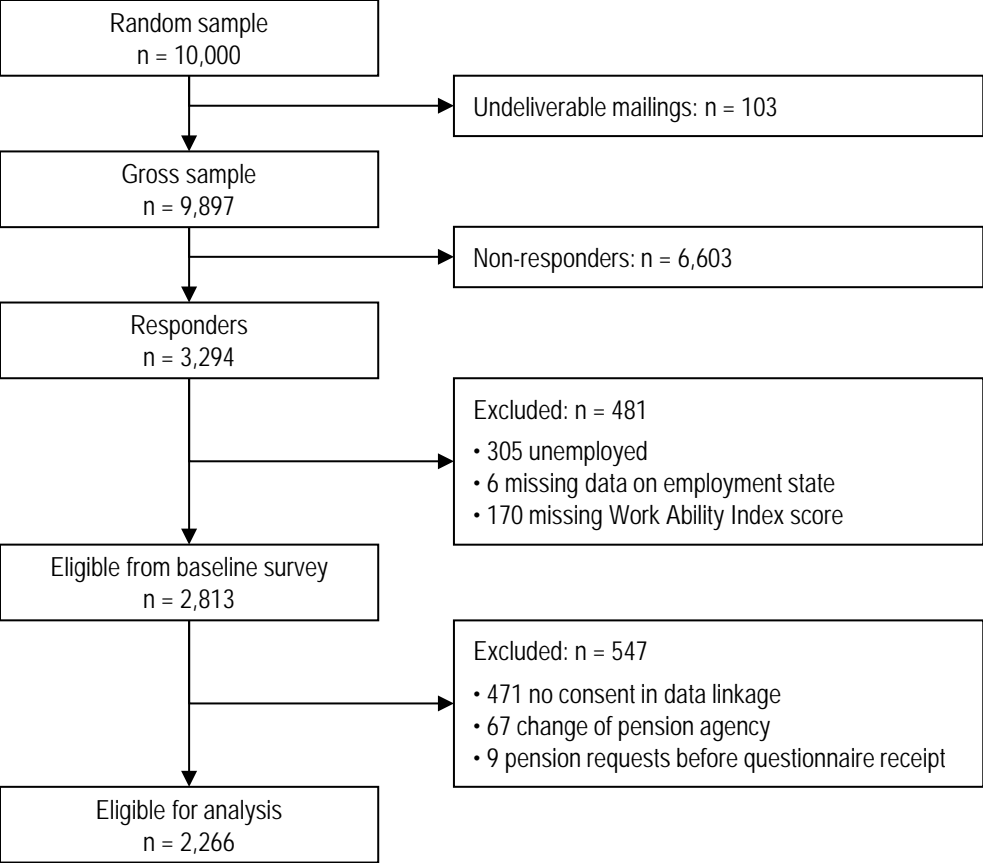 Random sample
n = 10,000
Undeliverable mailings: n = 103
Gross sample
n = 9,897
Non-responders: n = 6,603
Responders
n = 3,294
Excluded: n = 481
• 305 unemployed
• 6 missing data on employment state
• 170 missing Work Ability Index score
Eligible from baseline survey
n = 2,813
Excluded: n = 547
• 471 no consent in data linkage
• 67 change of pension agency
• 9 pension requests before questionnaire receipt
Eligible for analysis
n = 2,266